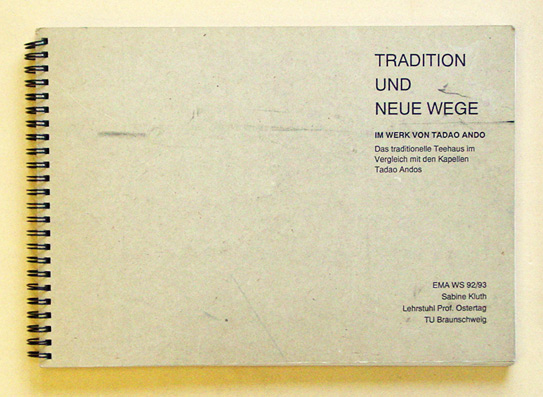 TRADITION
UND
NEUE WEGE
IM WERK VON TADAO ANDO
Das traditionelle Teehaus im
Vergleich mit den Kapellen
Tadao Andos
EMA WS 92/93
Sabine Kluth
Lehrstuhl Prof. Ostertag
TU Braunschweig